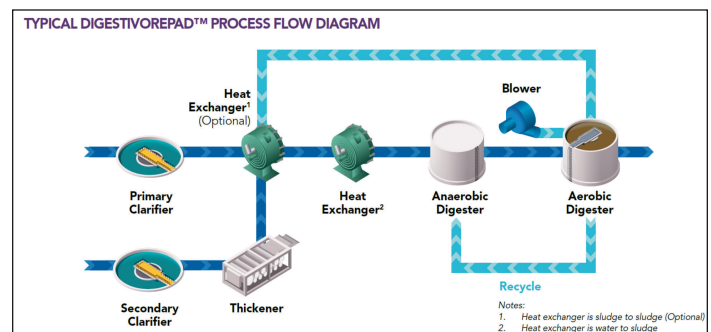 TYPICAL DIGESTIVOREPAD™ PROCESS FLOW DIAGRAM
Heat
Exchanger¹
(Optional)
Blower
Primary
Clarifier
Heat
Exchanger²
Anaerobic
Digester
Aerobic
Digester
Secondary
Clarifier
Thickener
Recycle
Notes:
1. Heat exchanger is sludge to sludge (Optional)
2. Heat exchanger is water to sludge